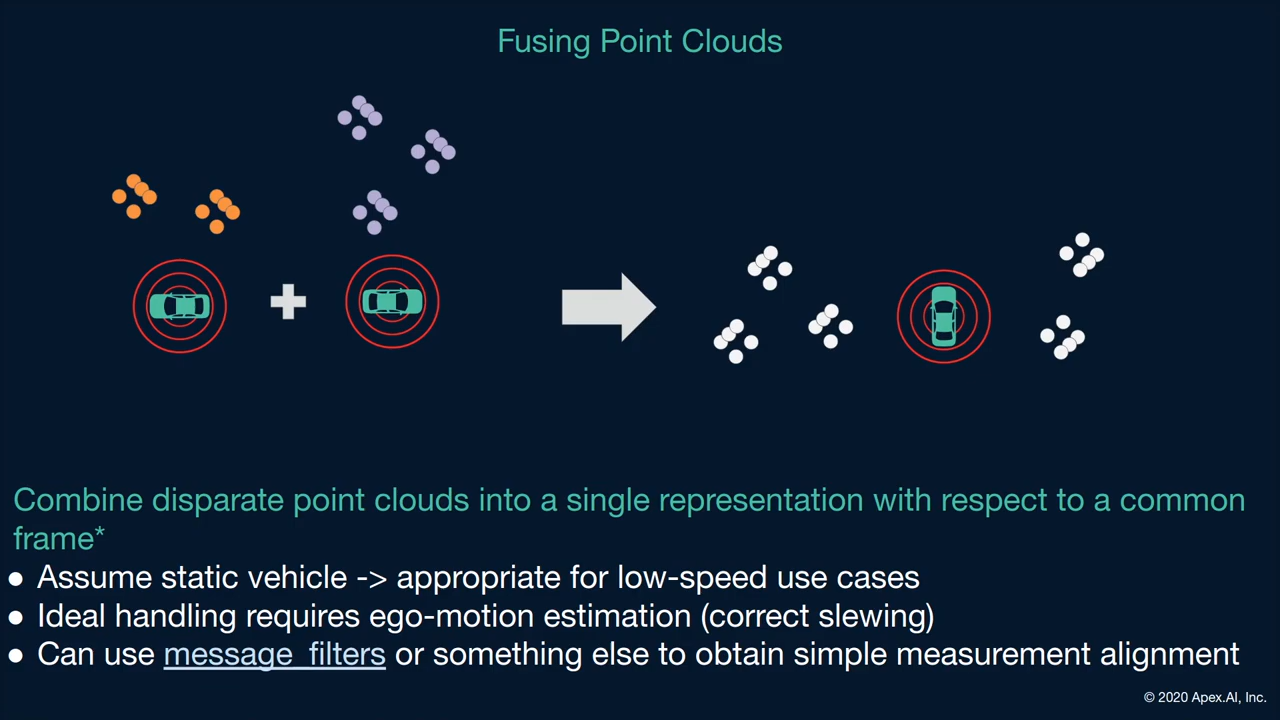 Fusing Point Clouds
Combine disparate point clouds into a single representation with respect to a common
frame*
● Assume static vehicle -> appropriate for low-speed use cases
● Ideal handling requires ego-motion estimation (correct slewing)
● Can use message_filters or something else to obtain simple measurement alignment
© 2020 Apex.AI, Inc.